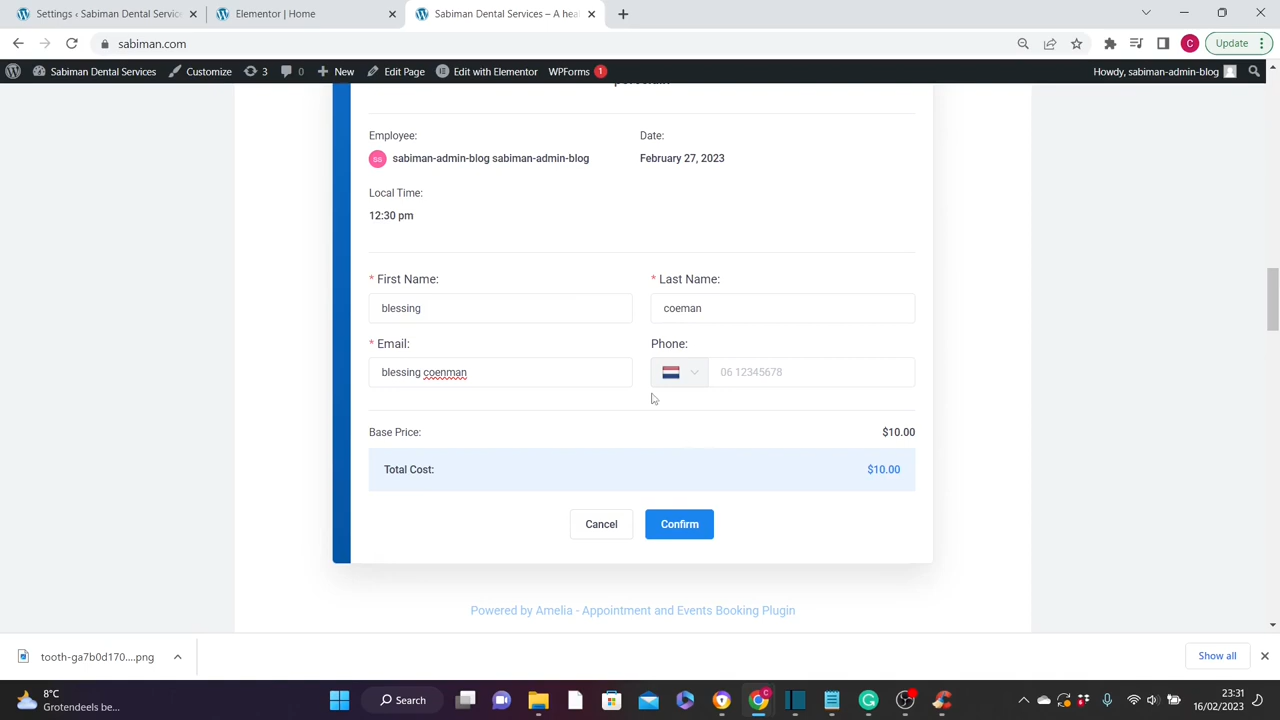 Settings ‹ Sabiman Dental Services
Elementor | Home
Sabiman Dental Services – A hea
sabiman.com
Update
Sabiman Dental Services
Customize
3
0
New
Edit Page
Edit with Elementor
WPForms 1
Howdy, sabiman-admin-blog
Employee:
Date:
ss sabiman-admin-blog sabiman-admin-blog
February 27, 2023
Local Time:
12:30 pm
* First Name:
* Last Name:
blessing
coeman
* Email:
Phone:
blessing coenman
06 12345678
Base Price:
$10.00
Total Cost:
$10.00
Cancel
Confirm
Powered by Amelia - Appointment and Events Booking Plugin
tooth-ga7b0d170....png
Show all
8°C
Grotendeels be...
Search
23:31
16/02/2023